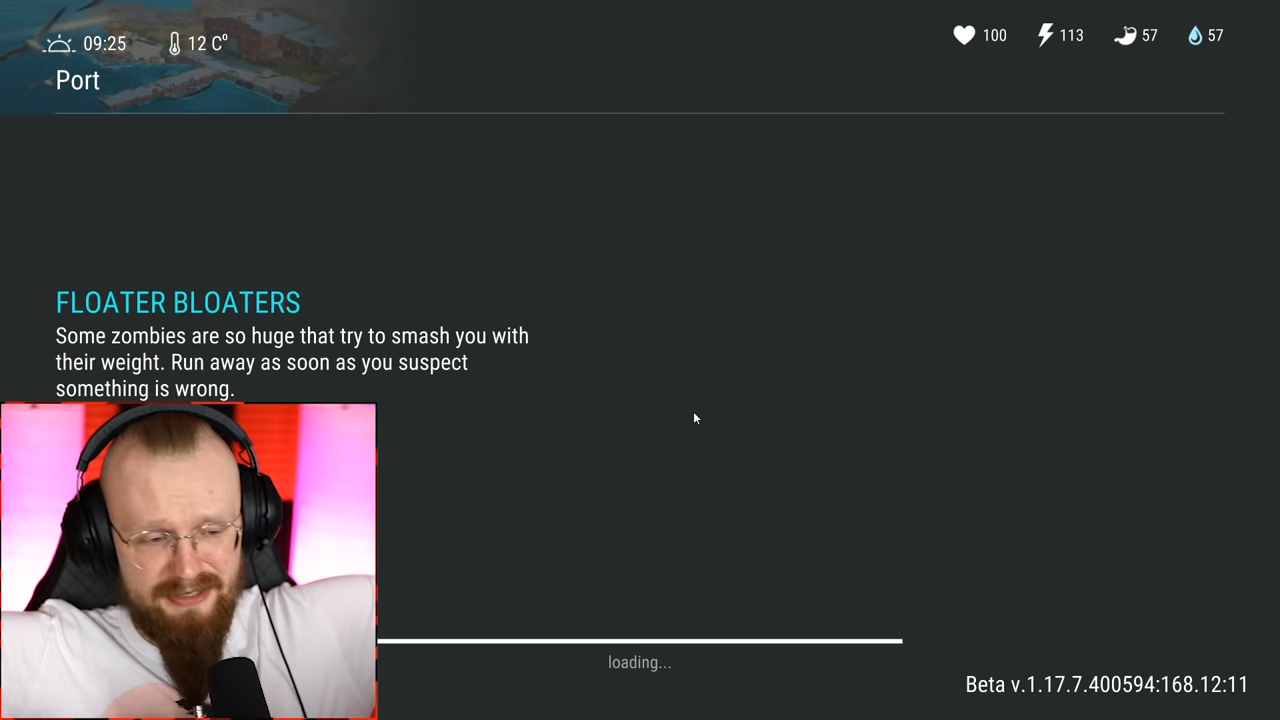 09:25
12 C°
100
113
57
57
Port
FLOATER BLOATERS
Some zombies are so huge that try to smash you with
their weight. Run away as soon as you suspect
something is wrong.
loading...
Beta v.1.17.7.400594:168.12:11